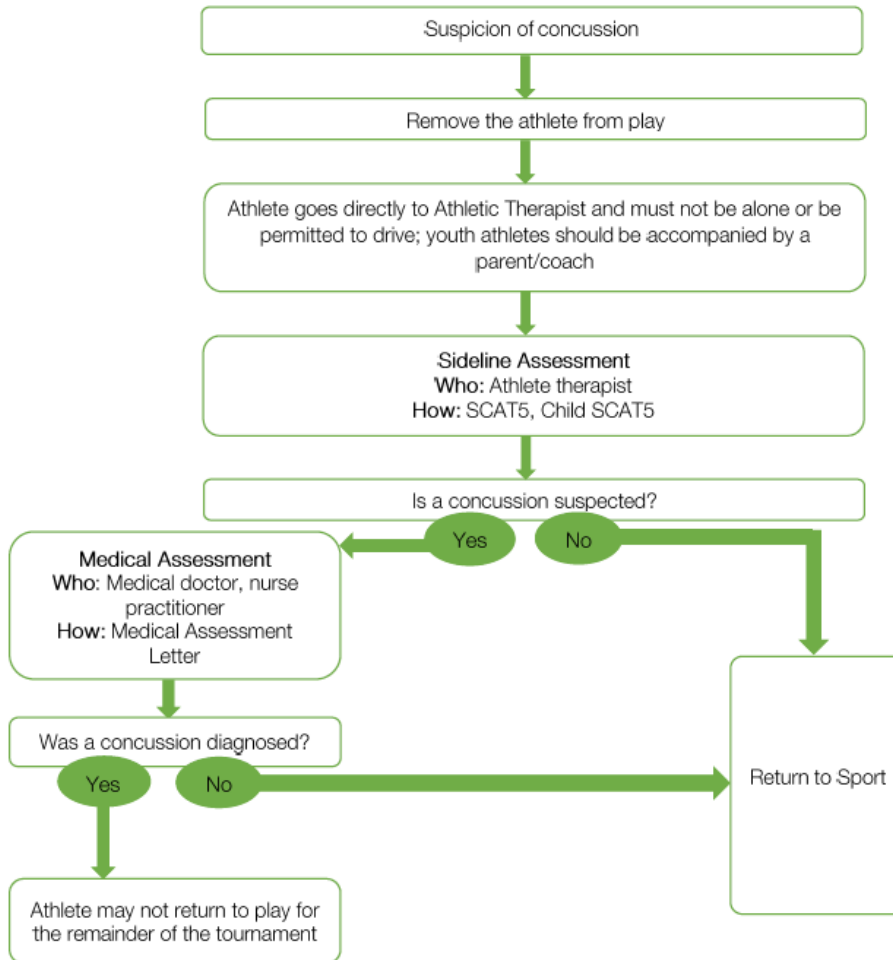 Suspicion of concussion
Remove the athlete from play
Athlete goes directly to Athletic Therapist and must not be alone or be
permitted to drive; youth athletes should be accompanied by a
parent/coach
Sideline Assessment
Who: Athlete therapist
How: SCAT5, Child SCAT5
Is a concussion suspected?
Yes
No
Medical Assessment
Who: Medical doctor, nurse
practitioner
How: Medical Assessment
Letter
Was a concussion diagnosed?
Yes
No
Return to Sport
Athlete may not return to play for
the remainder of the tournament